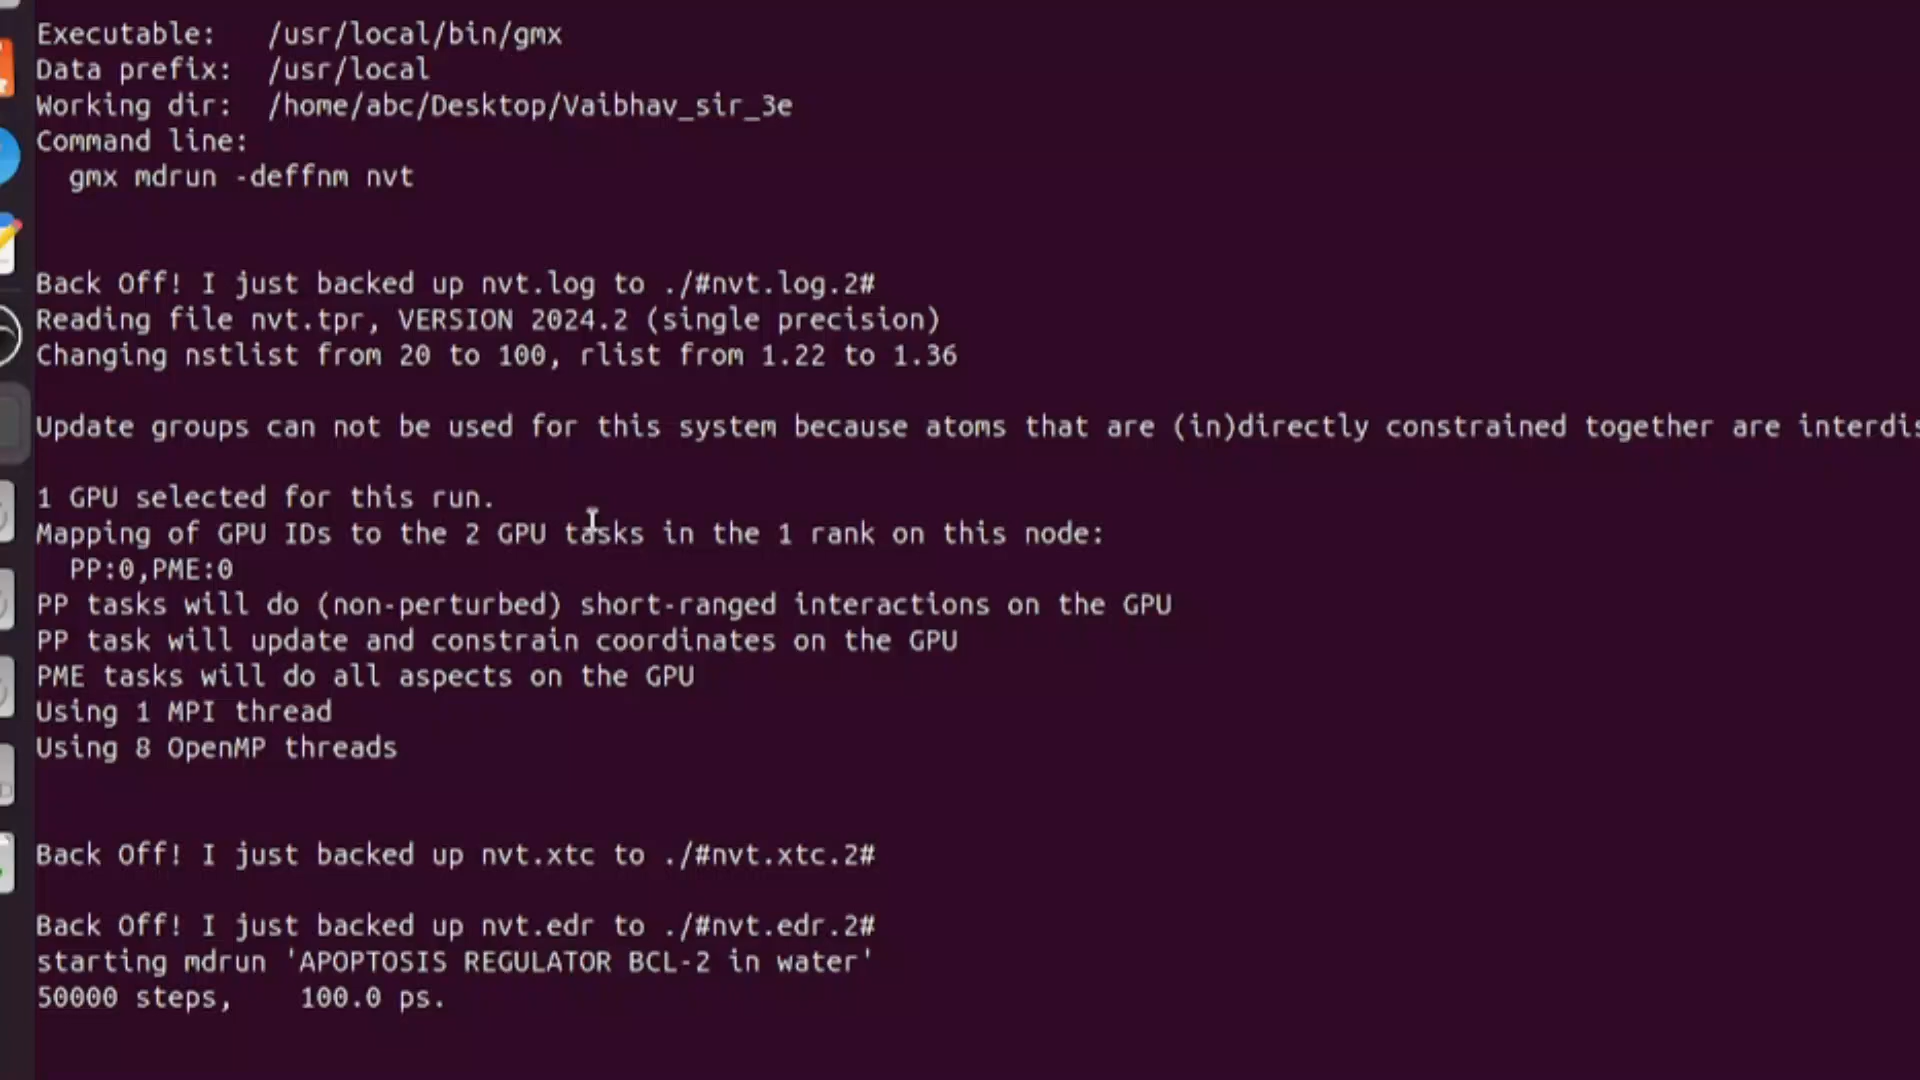 Executable:   /usr/local/bin/gmx
Data prefix:  /usr/local
Working dir:  /home/abc/Desktop/Vaibhav_sir_3e
Command line:
  gmx mdrun -deffnm nvt
Back Off! I just backed up nvt.log to ./#nvt.log.2#
Reading file nvt.tpr, VERSION 2024.2 (single precision)
Changing nstlist from 20 to 100, rlist from 1.22 to 1.36
Update groups can not be used for this system because atoms that are (in)directly constrained together are interdis
1 GPU selected for this run.
Mapping of GPU IDs to the 2 GPU tasks in the 1 rank on this node:
  PP:0,PME:0
PP tasks will do (non-perturbed) short-ranged interactions on the GPU
PP task will update and constrain coordinates on the GPU
PME tasks will do all aspects on the GPU
Using 1 MPI thread
Using 8 OpenMP threads
Back Off! I just backed up nvt.xtc to ./#nvt.xtc.2#
Back Off! I just backed up nvt.edr to ./#nvt.edr.2#
starting mdrun 'APOPTOSIS REGULATOR BCL-2 in water'
50000 steps,    100.0 ps.